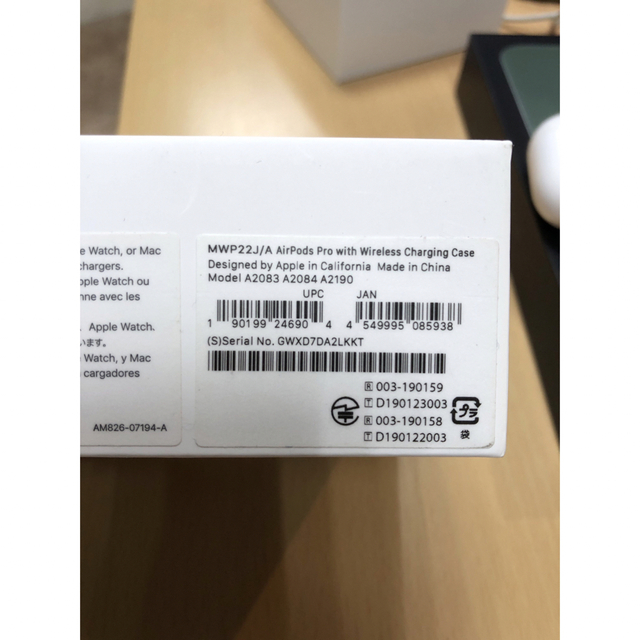 e Watch, or Mac
chargers.
pple Watch ou
nne avec les
. Apple Watch.
います。
Watch, y Mac
cargadores
AM826-07194-A
MWP22J/A AirPods Pro with Wireless Charging Case
Designed by Apple in California Made in China
Model A2083 A2084 A2190
UPC JAN
1 90199 24690 4 4 549995 085938
(S)Serial No. GWXD7DA2LKKT
R 003-190159
T D190123003
R 003-190158
T D190122003
プラ
袋